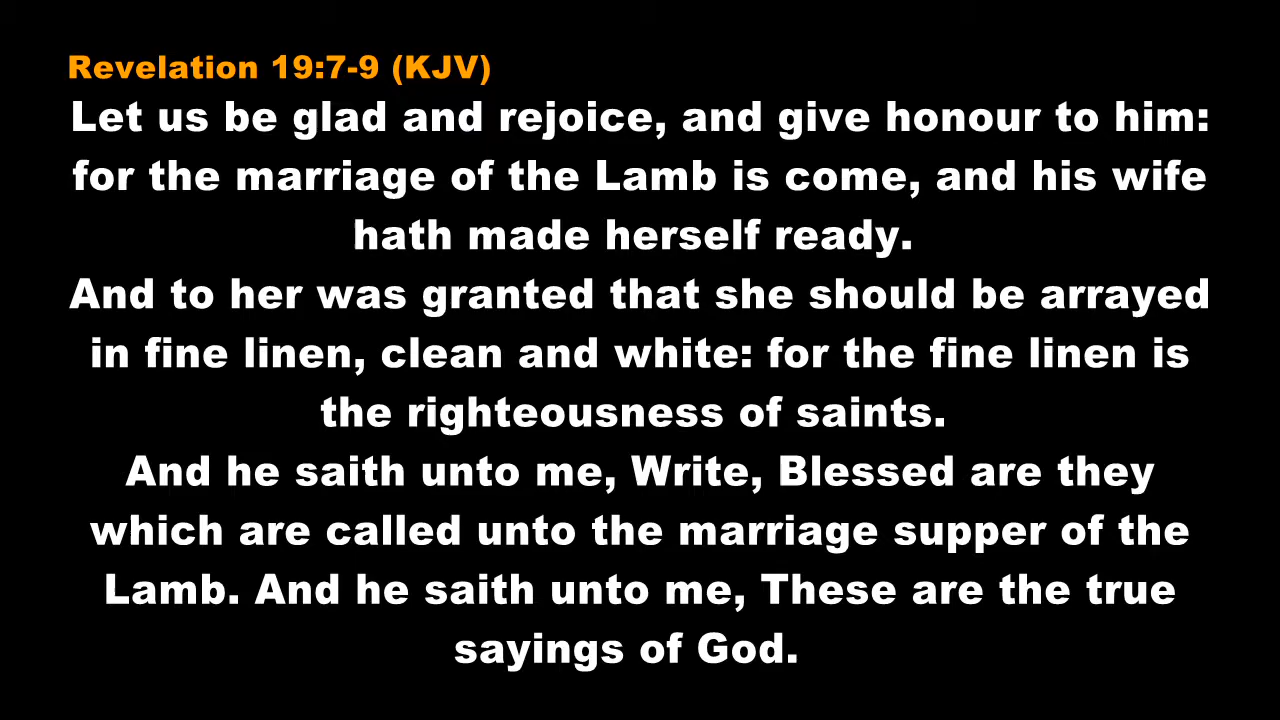 Revelation 19:7-9 (KJV)
Let us be glad and rejoice, and give honour to him:
for the marriage of the Lamb is come, and his wife
hath made herself ready.
And to her was granted that she should be arrayed
in fine linen, clean and white: for the fine linen is
the righteousness of saints.
And he saith unto me, Write, Blessed are they
which are called unto the marriage supper of the
Lamb. And he saith unto me, These are the true
sayings of God.